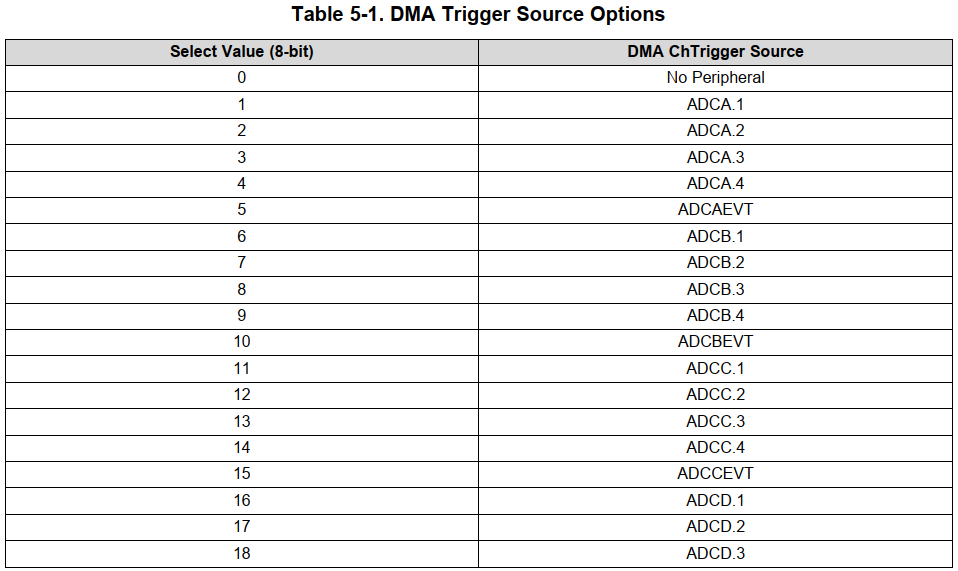 Table 5-1. DMA Trigger Source Options
Select Value (8-bit) DMA ChTrigger Source
0 No Peripheral
1 ADCA.1
2 ADCA.2
3 ADCA.3
4 ADCA.4
5 ADCAEVT
6 ADCB.1
7 ADCB.2
8 ADCB.3
9 ADCB.4
10 ADCBEVT
11 ADCC.1
12 ADCC.2
13 ADCC.3
14 ADCC.4
15 ADCCEVT
16 ADCD.1
17 ADCD.2
18 ADCD.3